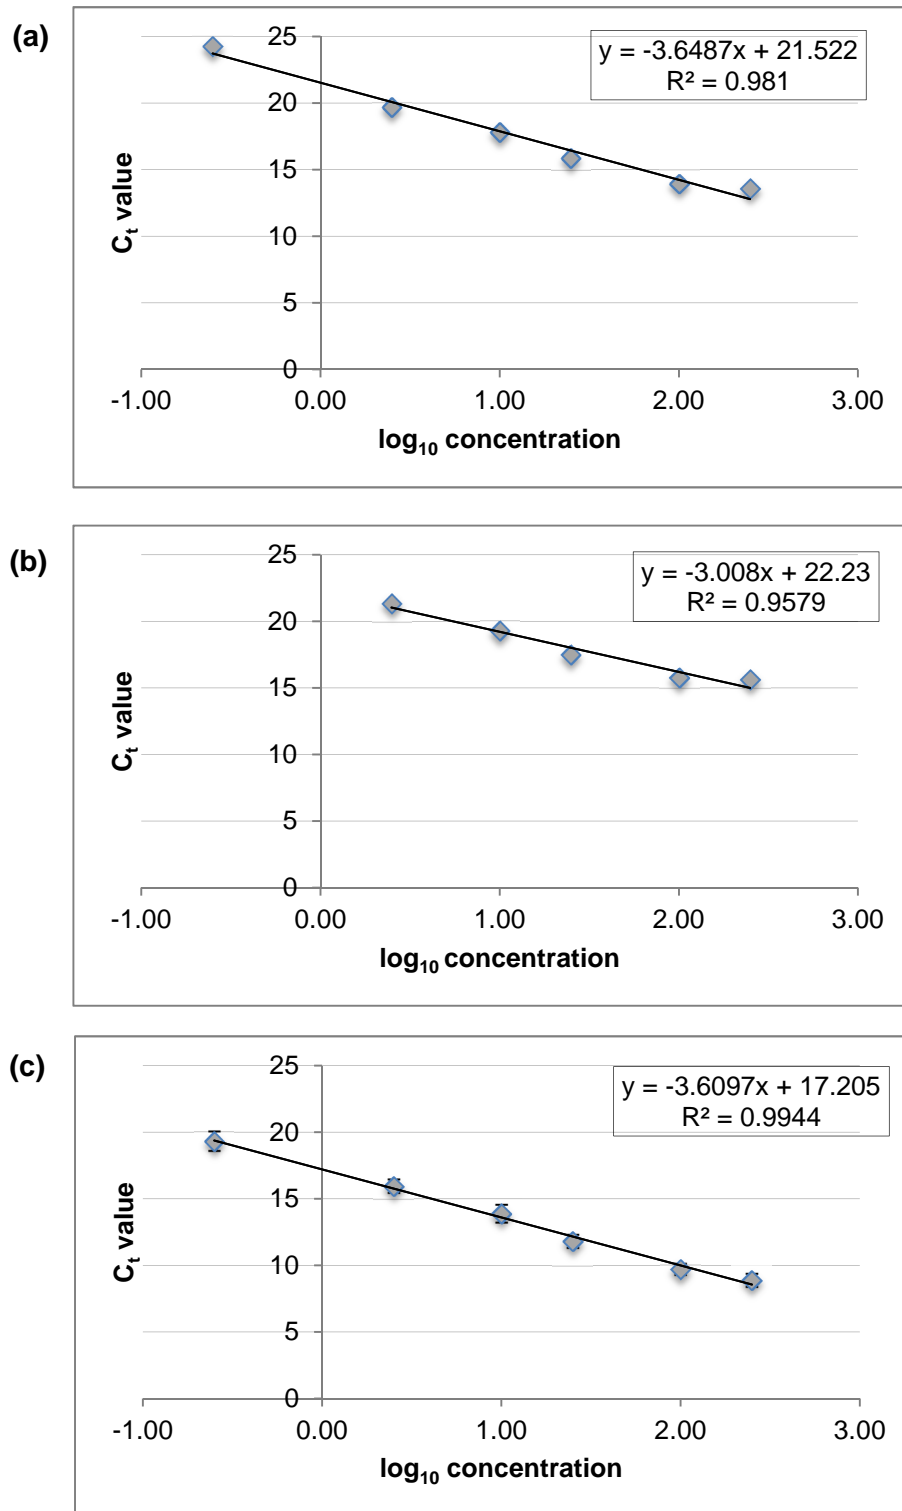 (a)
25
y = -3.6487x + 21.522
R² = 0.981
20
15
10
5
0
Cₜ value
-1.00 0.00 1.00 2.00 3.00
log₁₀ concentration
(b)
25
y = -3.008x + 22.23
R² = 0.9579
20
15
10
5
0
Cₜ value
-1.00 0.00 1.00 2.00 3.00
log₁₀ concentration
(c)
25
y = -3.6097x + 17.205
R² = 0.9944
20
15
10
5
0
Cₜ value
-1.00 0.00 1.00 2.00 3.00
log₁₀ concentration